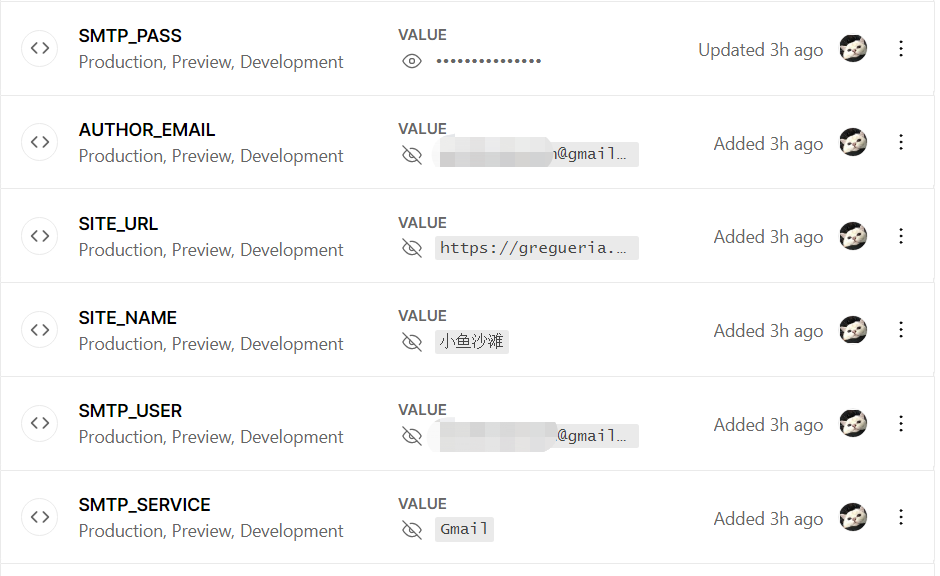 SMTP_PASS
VALUE
Production, Preview, Development
•••••••••••••••
Updated 3h ago
AUTHOR_EMAIL
VALUE
Production, Preview, Development
@gmail…
Added 3h ago
SITE_URL
VALUE
Production, Preview, Development
https://gregueria.…
Added 3h ago
SITE_NAME
VALUE
Production, Preview, Development
小鱼沙滩
Added 3h ago
SMTP_USER
VALUE
Production, Preview, Development
@gmail…
Added 3h ago
SMTP_SERVICE
VALUE
Production, Preview, Development
Gmail
Added 3h ago